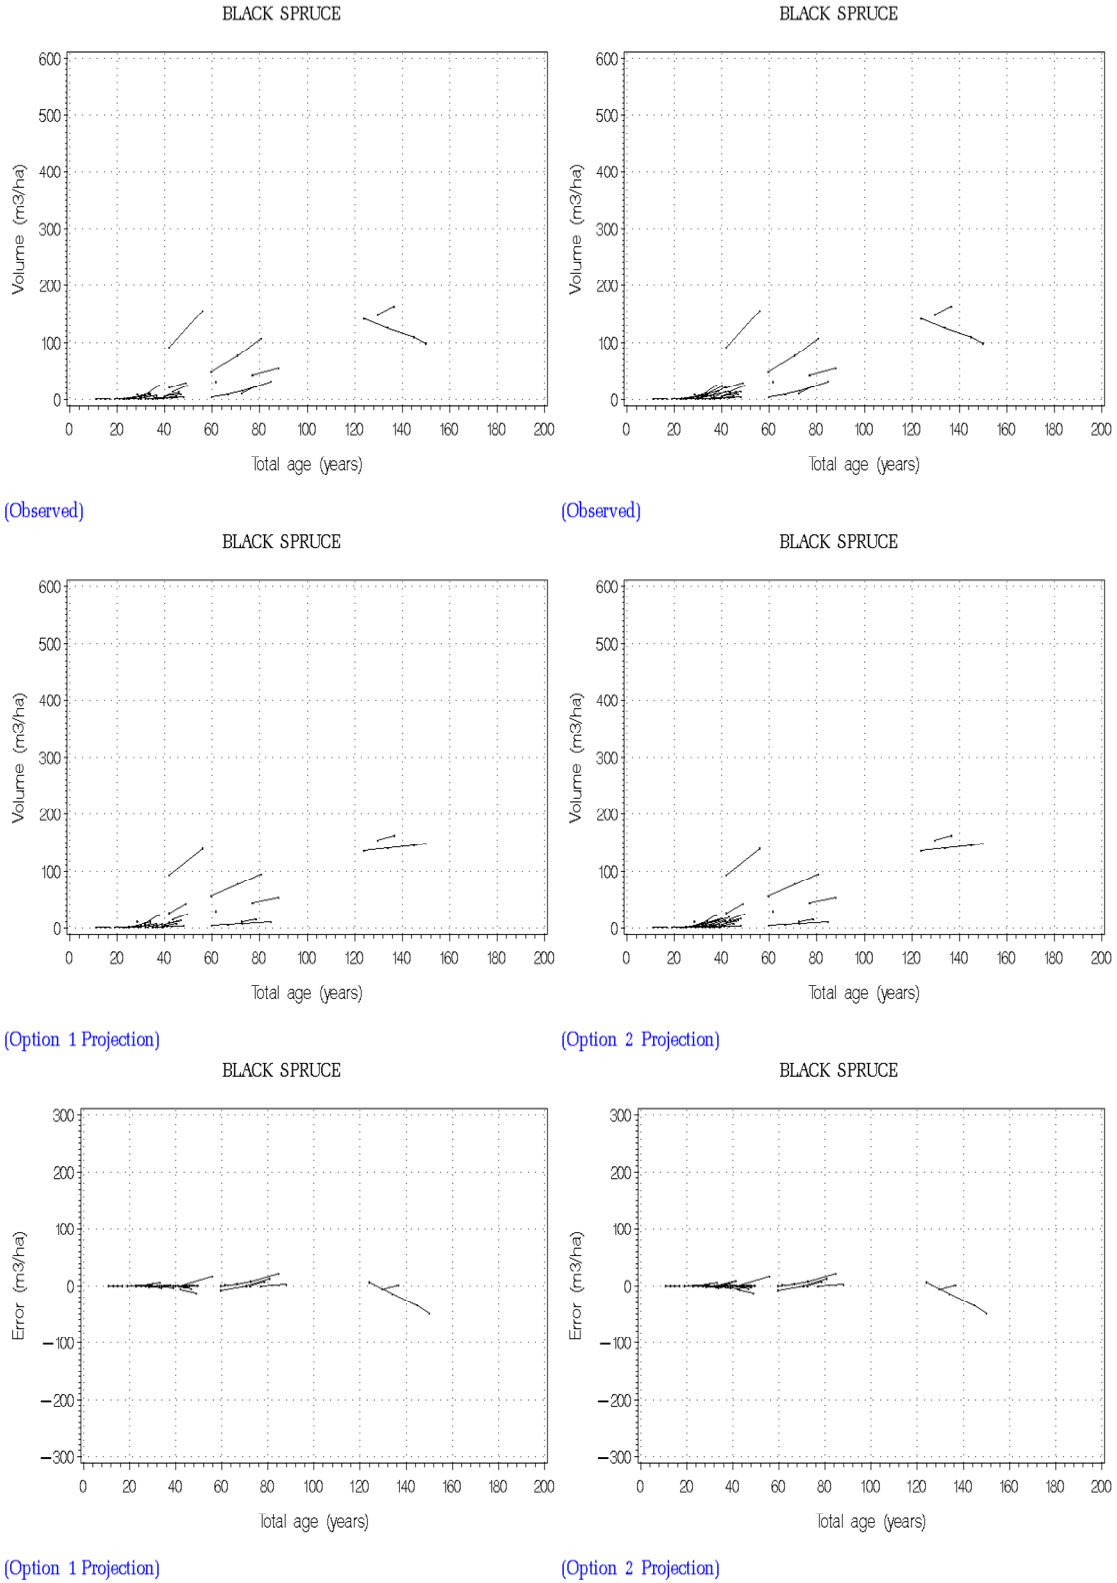 BLACK SPRUCE BLACK SPRUCE
600 600
500 500
400 400
300 300
200 200
100 100
0 0
Volume (m3/ha) Volume (m3/ha)
0 20 40 60 80 100 120 140 160 180 200 0 20 40 60 80 100 120 140 160 180 200
Total age (years) Total age (years)
(Observed) (Observed)
BLACK SPRUCE BLACK SPRUCE
600 600
500 500
400 400
300 300
200 200
100 100
0 0
Volume (m3/ha) Volume (m3/ha)
0 20 40 60 80 100 120 140 160 180 200 0 20 40 60 80 100 120 140 160 180 200
Total age (years) Total age (years)
(Option 1 Projection) (Option 2 Projection)
BLACK SPRUCE BLACK SPRUCE
300 300
200 200
100 100
0 0
−100 −100
−200 −200
−300 −300
Error (m3/ha) Error (m3/ha)
0 20 40 60 80 100 120 140 160 180 200 0 20 40 60 80 100 120 140 160 180 200
Total age (years) Total age (years)
(Option 1 Projection) (Option 2 Projection)